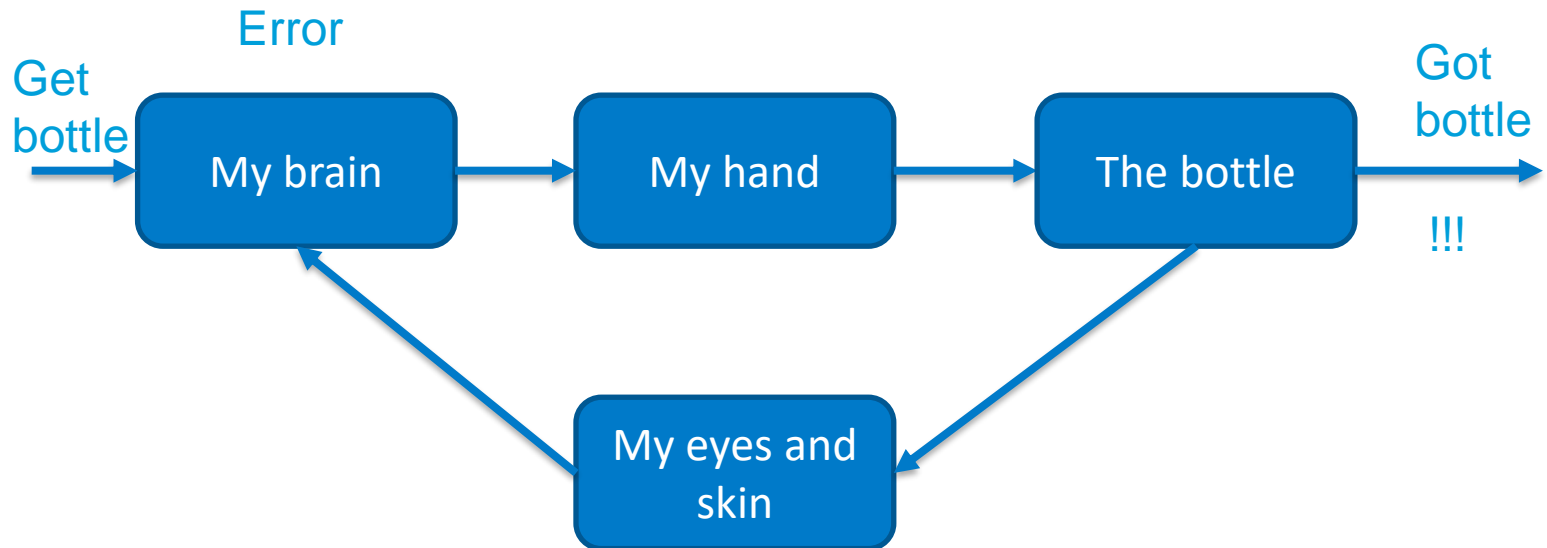 Error
Get
bottle
Got
bottle
My brain
My hand
The bottle
!!!
My eyes and
skin